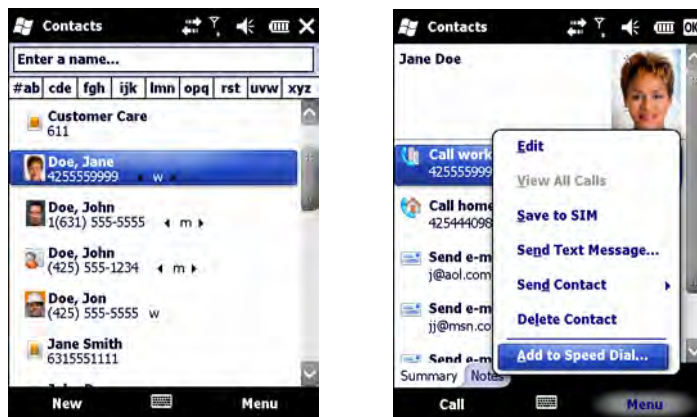 Contacts
OK
Enter a name...
#ab cde fgh ijk lmn opq rst uvw xyz
Customer Care
611
Doe, Jane
4255559999 w
Doe, John
1(631) 555-5555 m
Doe, John
(425) 555-1234 m
Doe, Jon
(425) 555-5555 w
Jane Smith
6315551111
New Menu
Contacts
Jane Doe
Call work
425555999
Call home
425444098
Send e-m
j@aol.com
Send e-m
jj@msn.co
Send e-m
Summary Notes
Edit
View All Calls
Save to SIM
Send Text Message...
Send Contact
Delete Contact
Add to Speed Dial...
Call Menu